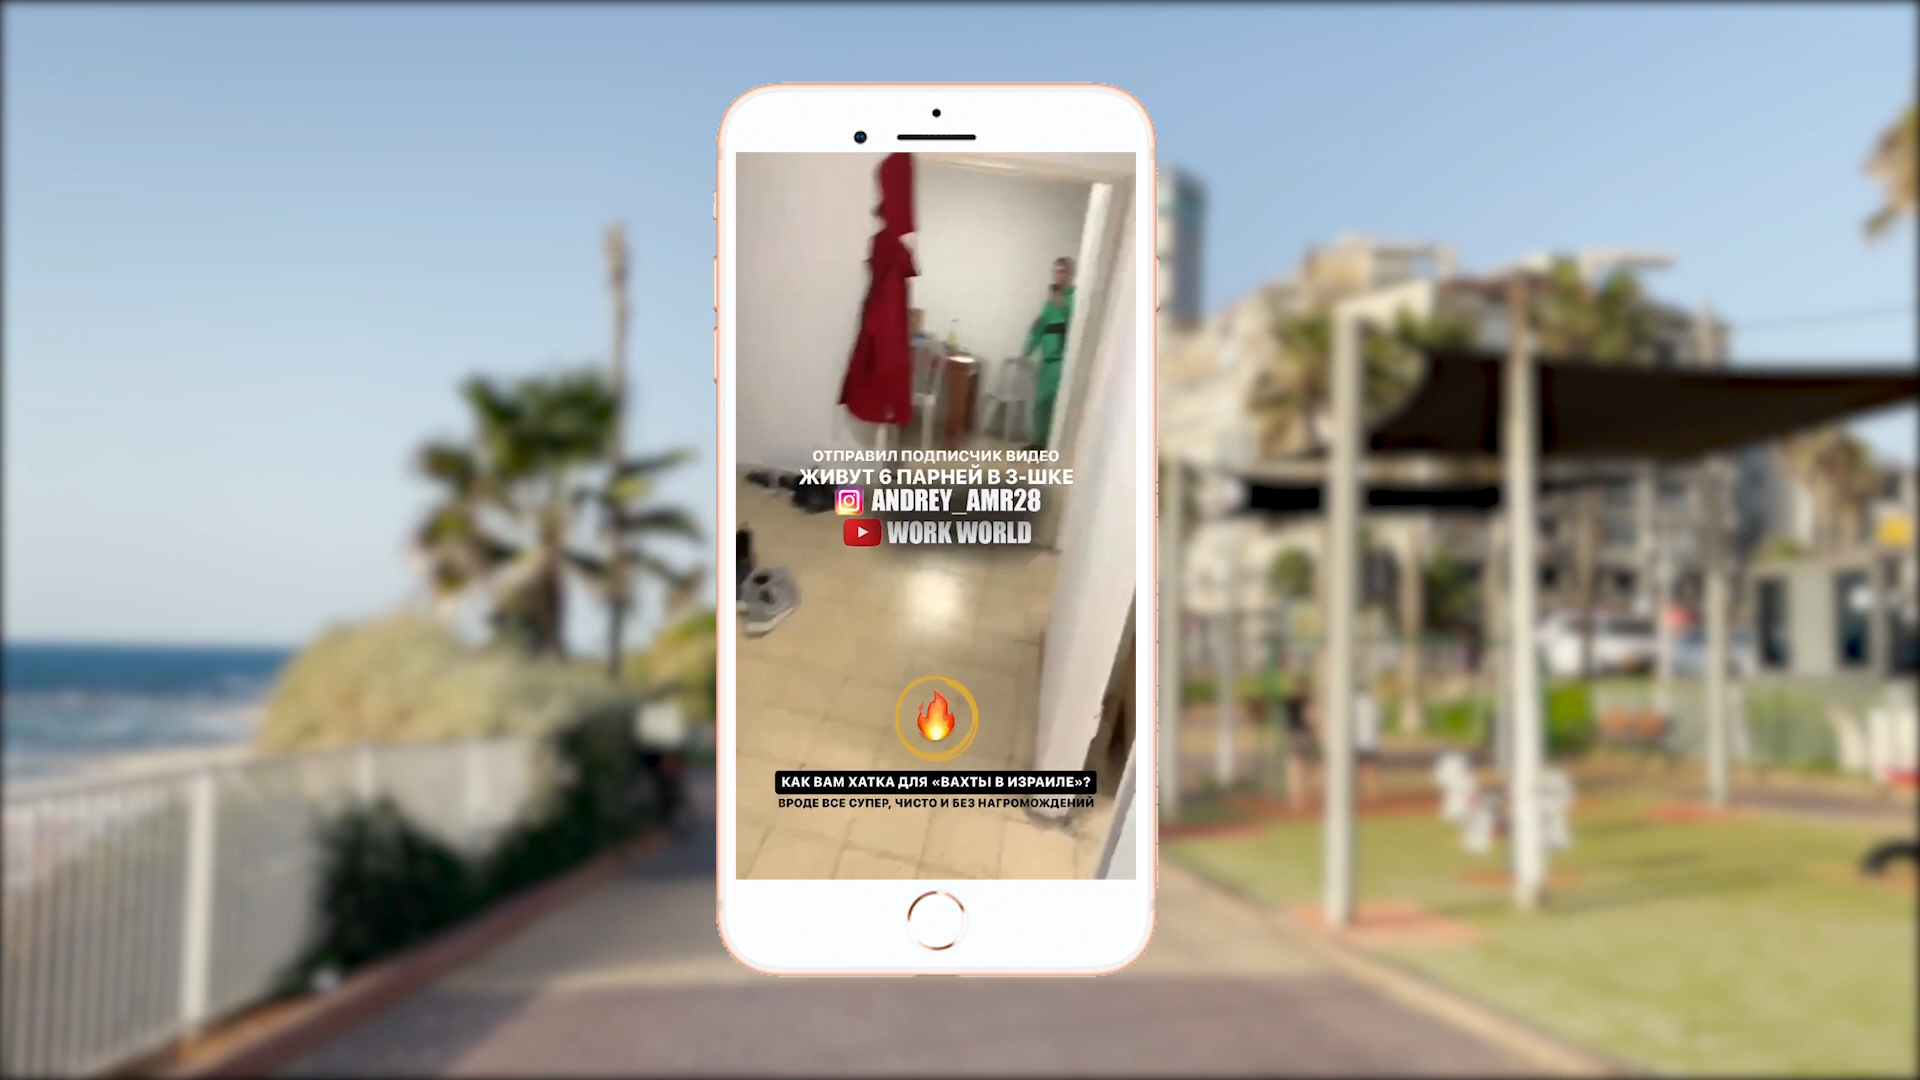 ОТПРАВИЛ ПОДПИСЧИК ВИДЕО
ЖИВУТ 6 ПАРНЕЙ В 3-ШКЕ
ANDREY_AMR28
WORK WORLD
КАК ВАМ ХАТКА ДЛЯ «ВАХТЫ В ИЗРАИЛЕ»?
ВРОДЕ ВСЕ СУПЕР, ЧИСТО И БЕЗ НАГРОМОЖДЕНИЙ